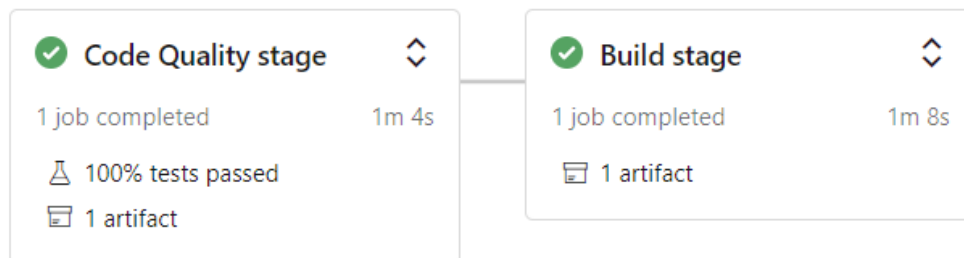 Code Quality stage
1 job completed 1m 4s
100% tests passed
1 artifact
Build stage
1 job completed 1m 8s
1 artifact